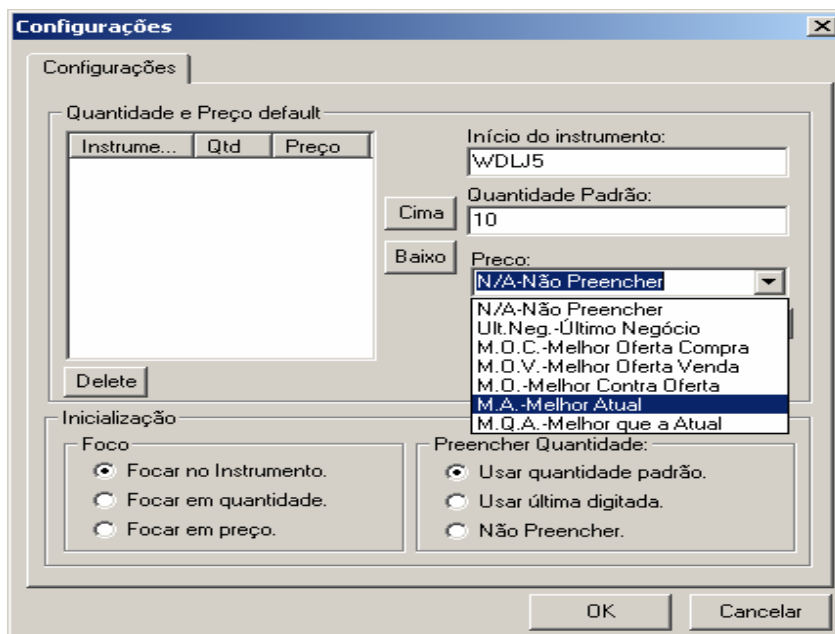 Configurações
Configurações
Quantidade e Preço default
Instrume... Qtd Preço
Início do instrumento:
WDLJ5
Quantidade Padrão:
10
Cima
Baixo
Preco:
N/A-Não Preencher
N/A-Não Preencher
Ult.Neg.-Último Negócio
M.O.C.-Melhor Oferta Compra
M.O.V.-Melhor Oferta Venda
M.O.-Melhor Contra Oferta
M.A.-Melhor Atual
M.Q.A.-Melhor que a Atual
Delete
Inicialização
Foco
Focar no Instrumento.
Focar em quantidade.
Focar em preço.
Preencher Quantidade:
Usar quantidade padrão.
Usar última digitada.
Não Preencher.
OK
Cancelar